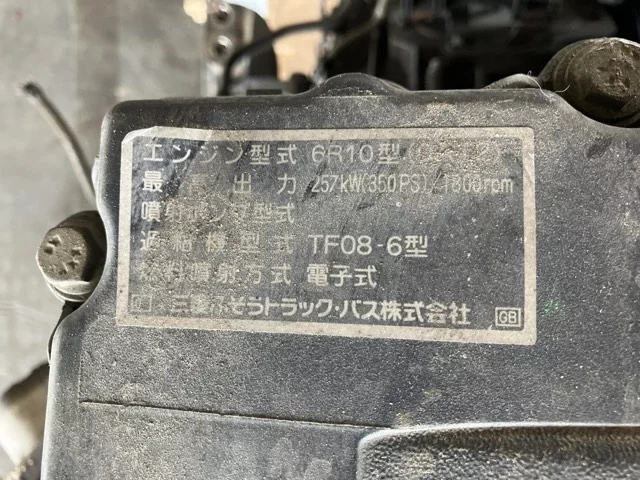 エンジン型式 6R10型
最高出力 257kW(350PS)/1800rpm
噴射ポンプ型式
過給機型式 TF08-6型
燃料噴射方式 電子式
三菱ふそうトラック・バス株式会社 GB